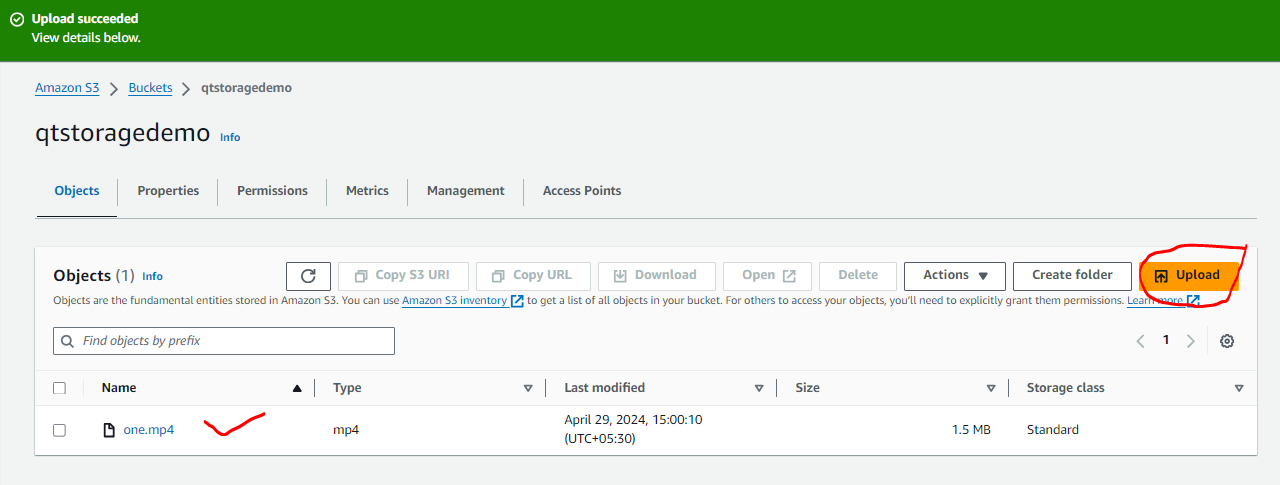 Upload succeeded
View details below.
Amazon S3 Buckets qtstoragedemo
qtstoragedemo Info
Objects Properties Permissions Metrics Management Access Points
Objects (1) Info Copy S3 URI Copy URL Download Open Delete Actions Create folder Upload
Objects are the fundamental entities stored in Amazon S3. You can use Amazon S3 inventory to get a list of all objects in your bucket. For others to access your objects, you'll need to explicitly grant them permissions. Learn more
Find objects by prefix 1
Name Type Last modified Size Storage class
one.mp4 mp4 April 29, 2024, 15:00:10 1.5 MB Standard
(UTC+05:30)